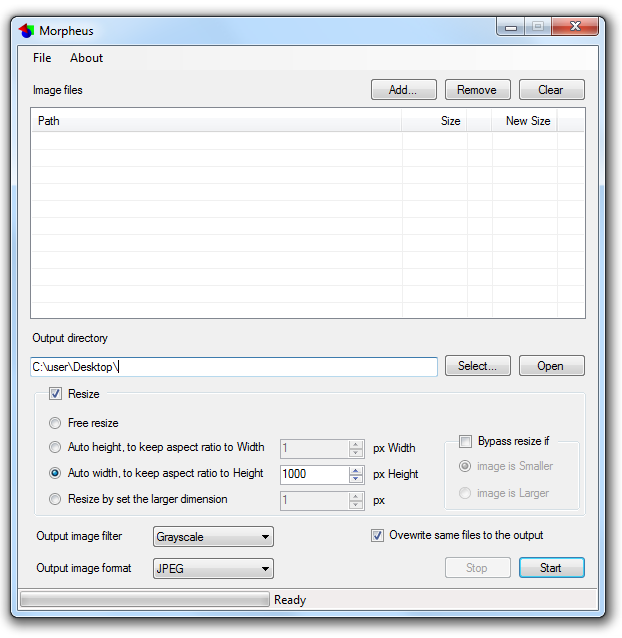 Morpheus
File About
Image files Add... Remove Clear
Path Size New Size
Output directory
C:\user\Desktop\ Select... Open
Resize
Free resize
Auto height, to keep aspect ratio to Width 1 px Width Bypass resize if
Auto width, to keep aspect ratio to Height 1000 px Height image is Smaller
Resize by set the larger dimension 1 px image is Larger
Output image filter Grayscale Ovewrite same files to the output
Output image format JPEG Stop Start
Ready